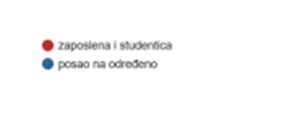 zaposlena i studentica
posao na određeno